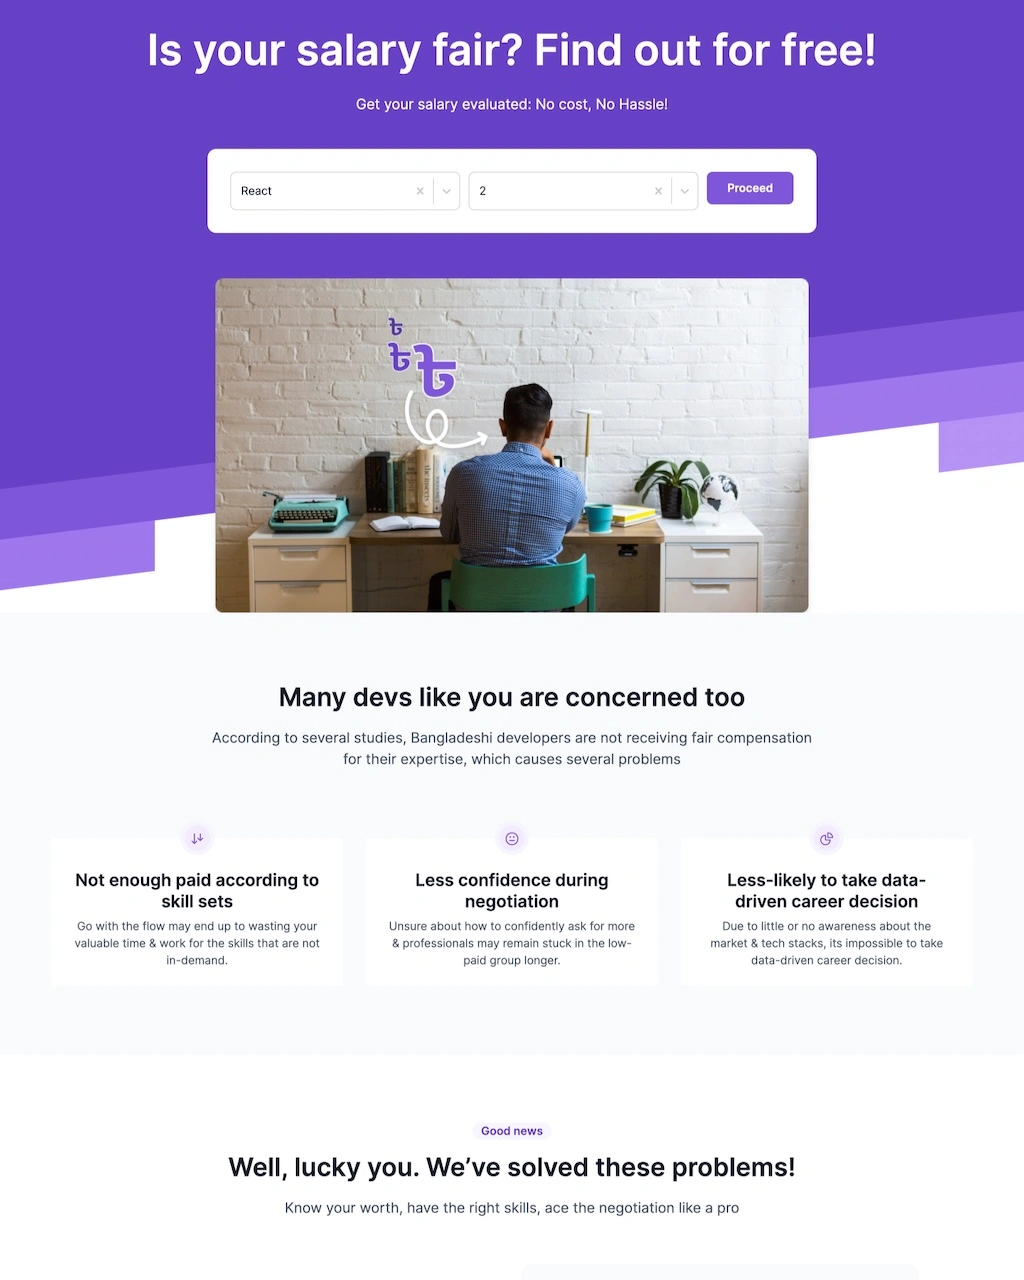 Is your salary fair? Find out for free!
Get your salary evaluated: No cost, No Hassle!
React
2
Proceed
৳
৳
৳
Many devs like you are concerned too
According to several studies, Bangladeshi developers are not receiving fair compensation
for their expertise, which causes several problems
Not enough paid according to
skill sets
Go with the flow may end up to wasting your
valuable time & work for the skills that are not
in-demand.
Less confidence during
negotiation
Unsure about how to confidently ask for more
& professionals may remain stuck in the low-
paid group longer.
Less-likely to take data-
driven career decision
Due to little or no awareness about the
market & tech stacks, its impossible to take
data-driven career decision.
Good news
Well, lucky you. We’ve solved these problems!
Know your worth, have the right skills, ace the negotiation like a pro